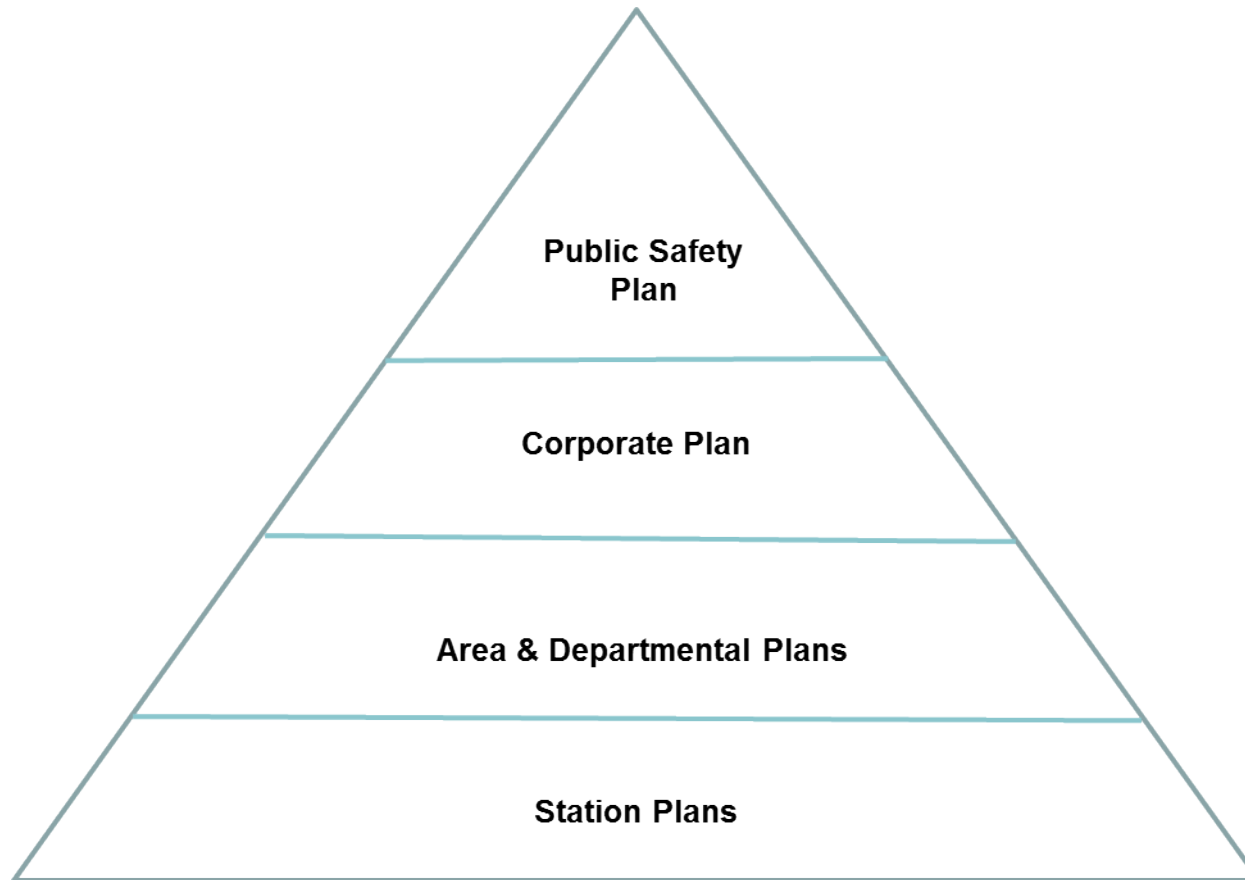 Public Safety
Plan
Corporate Plan
Area & Departmental Plans
Station Plans